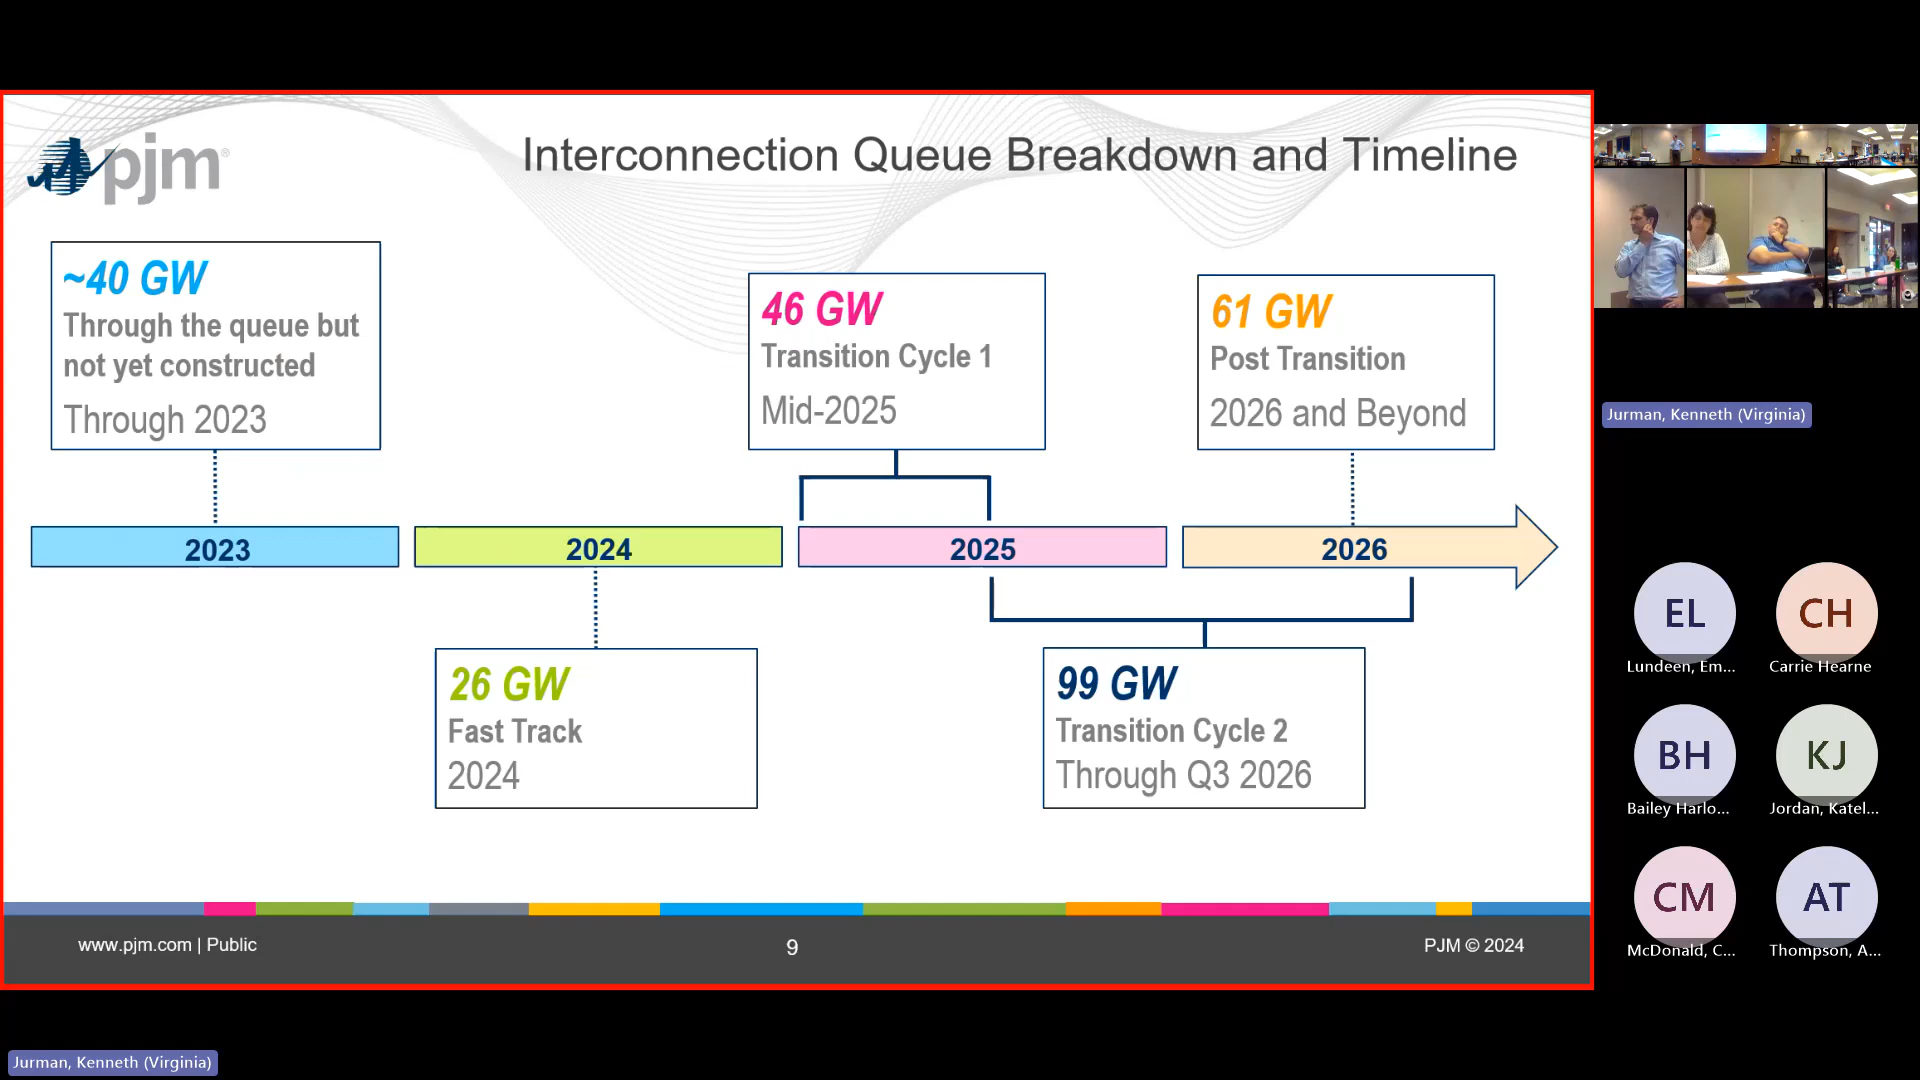 pjm®
Interconnection Queue Breakdown and Timeline
~40 GW
Through the queue but
not yet constructed
Through 2023
46 GW
Transition Cycle 1
Mid-2025
61 GW
Post Transition
2026 and Beyond
2023
2024
2025
2026
26 GW
Fast Track
2024
99 GW
Transition Cycle 2
Through Q3 2026
www.pjm.com | Public
9
PJM © 2024
Jurman, Kenneth (Virginia)
EL
Lundeen, Em...
CH
Carrie Hearne
BH
Bailey Harlo...
KJ
Jordan, Katel...
CM
McDonald, C...
AT
Thompson, A...
Jurman, Kenneth (Virginia)